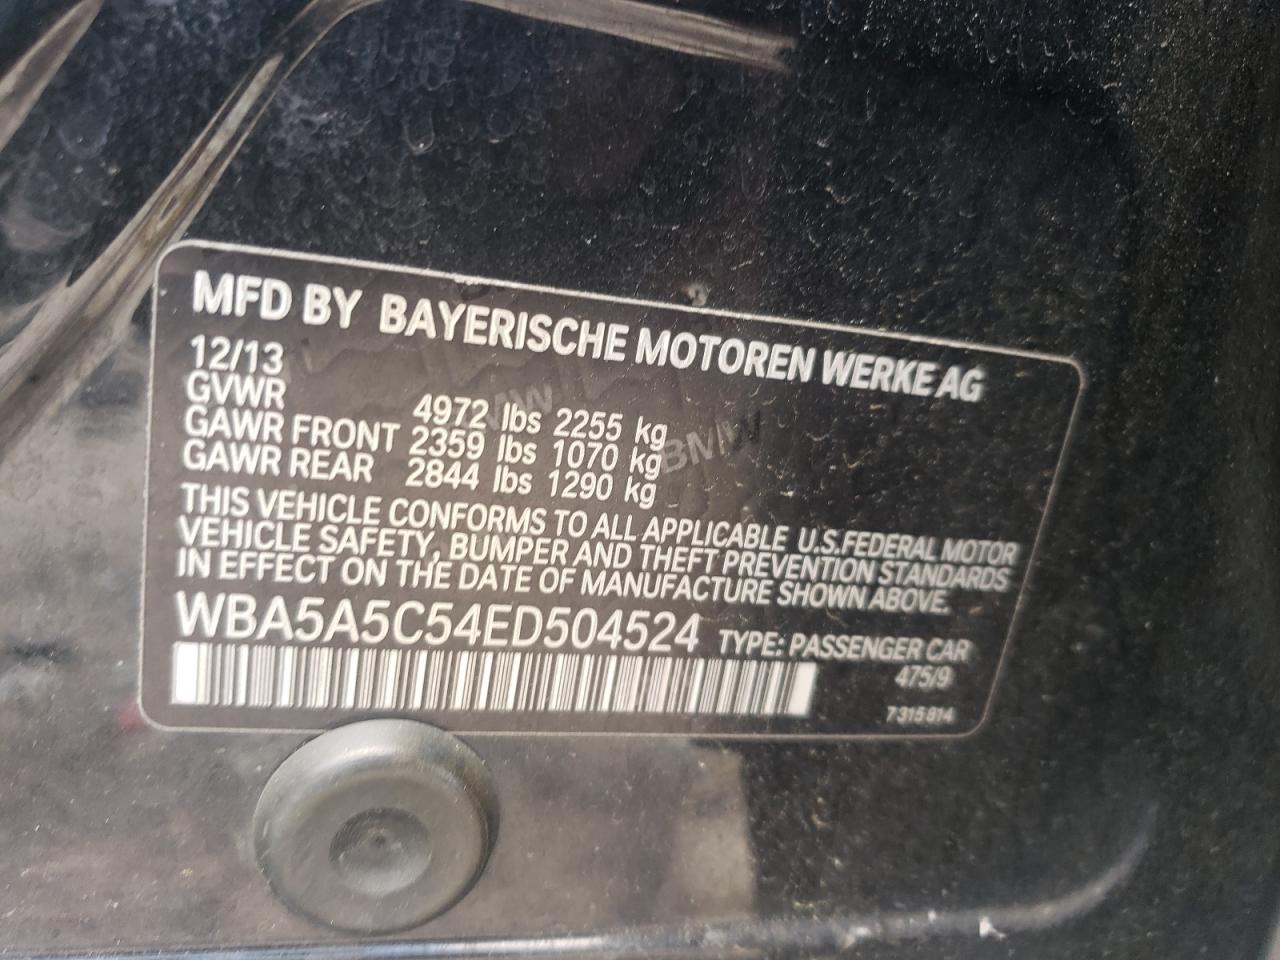 MFD BY BAYERISCHE MOTOREN WERKE AG
12/13
GVWR 4972 lbs 2255 kg
GAWR FRONT 2359 lbs 1070 kg
GAWR REAR 2844 lbs 1290 kg
BMW
THIS VEHICLE CONFORMS TO ALL APPLICABLE U.S.FEDERAL MOTOR
VEHICLE SAFETY, BUMPER AND THEFT PREVENTION STANDARDS
IN EFFECT ON THE DATE OF MANUFACTURE SHOWN ABOVE.
WBA5A5C54ED504524 TYPE: PASSENGER CAR
475/9
7315814